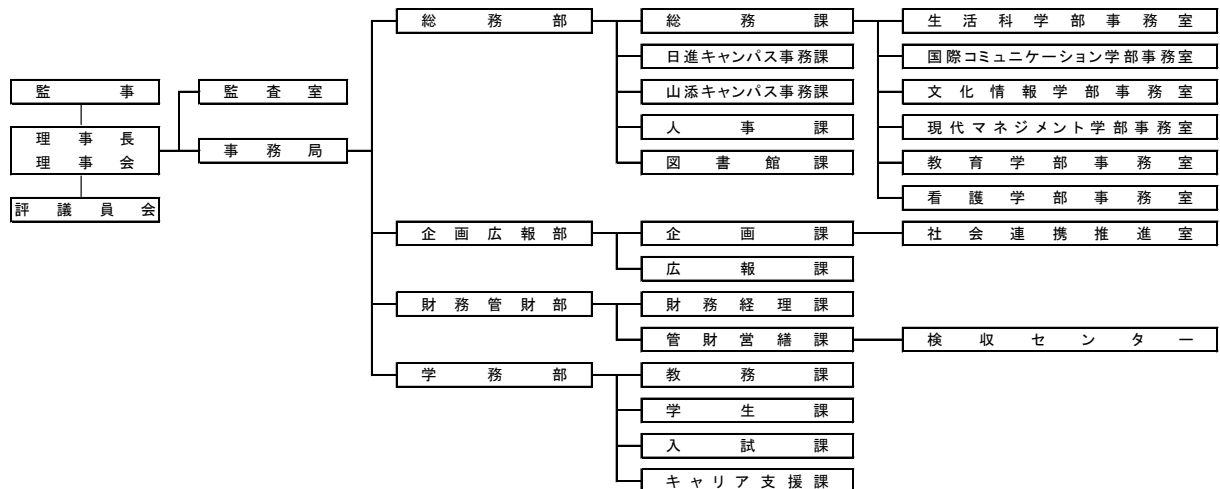 総務部
総務課
生活科学部事務室
日進キャンパス事務課
国際コミュニケーション学部事務室
監事
監査室
山添キャンパス事務課
文化情報学部事務室
理事長
理事会
事務局
人事課
現代マネジメント学部事務室
図書館課
教育学部事務室
評議員会
看護学部事務室
企画広報部
企画課
社会連携推進室
広報課
財務管財部
財務経理課
管財営繕課
検収センター
学務部
教務課
学生課
入試課
キャリア支援課